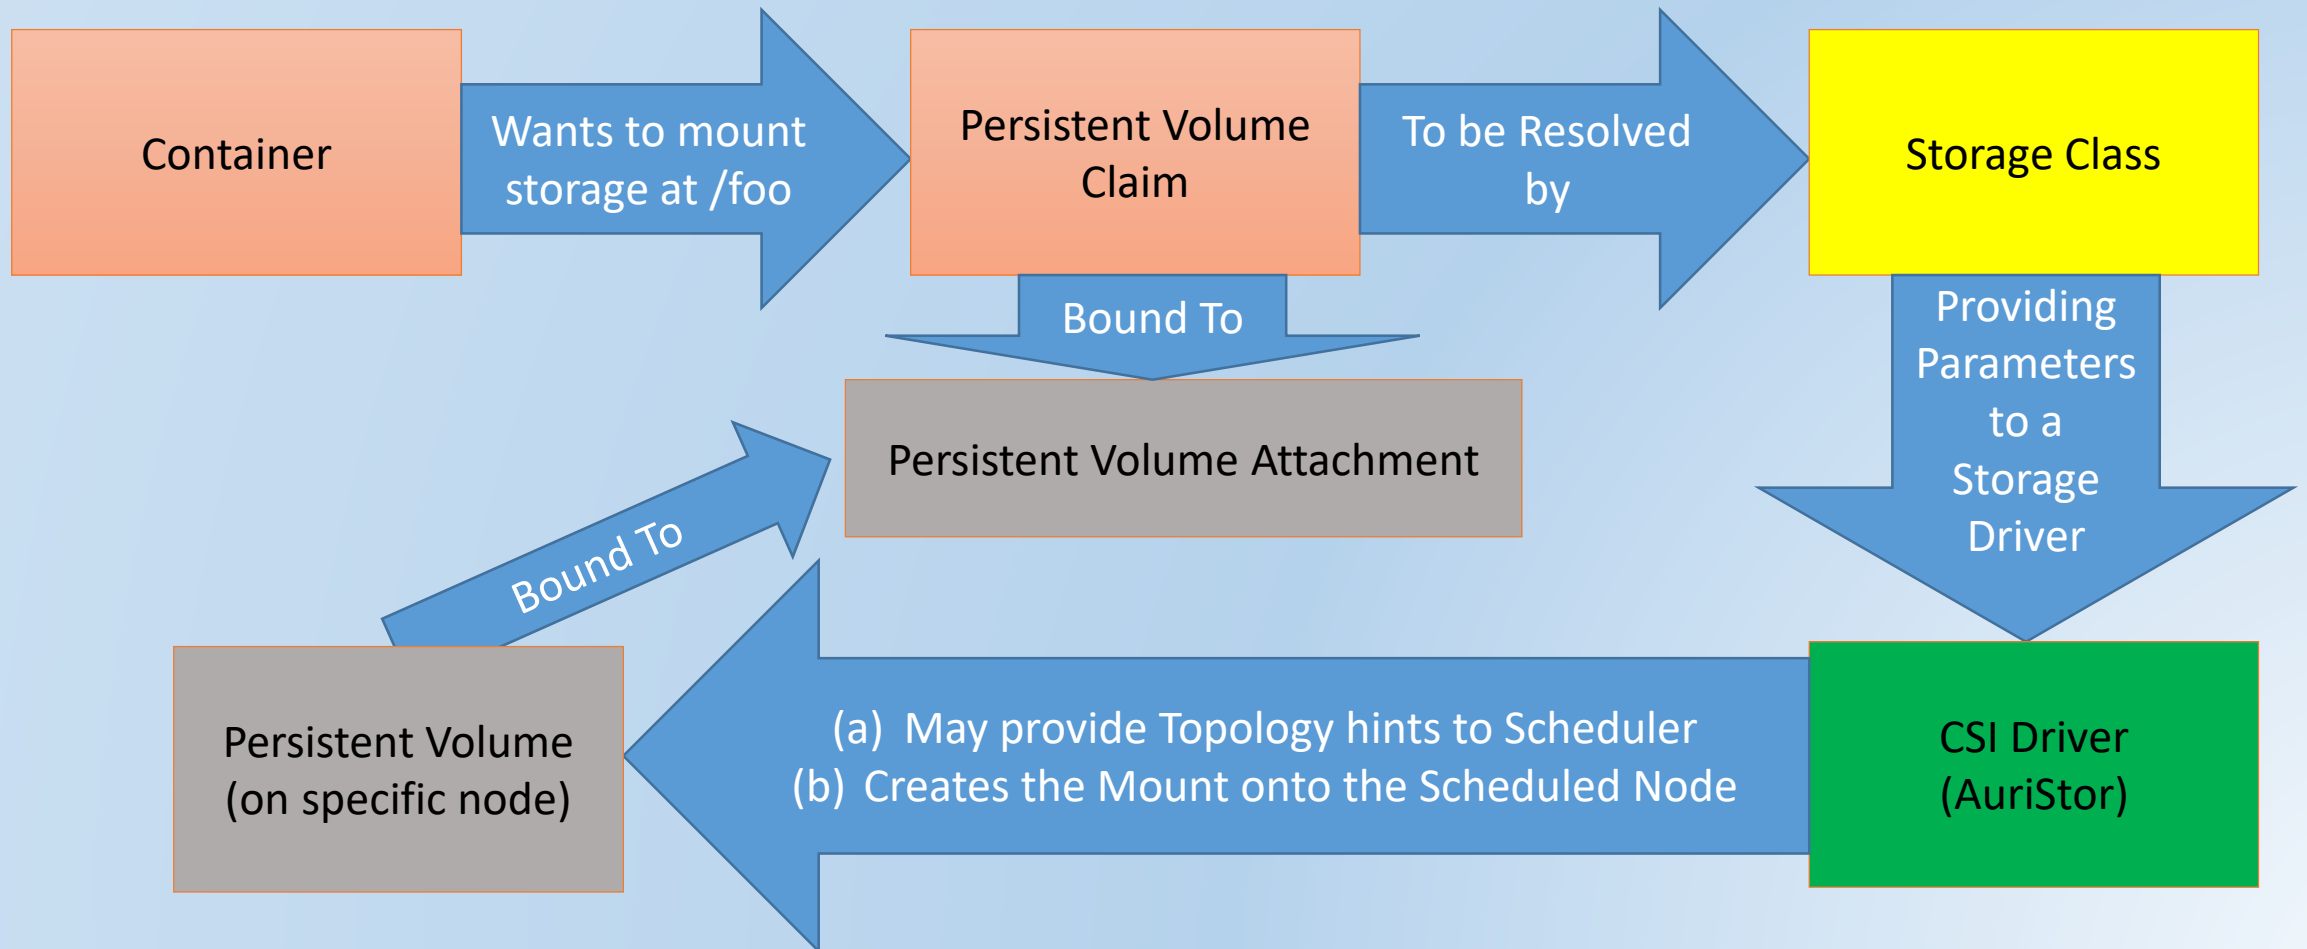 Container
Wants to mount
storage at /foo
Persistent Volume
Claim
To be Resolved
by
Storage Class
Bound To
Providing
Parameters
to a
Storage
Driver
Persistent Volume Attachment
Bound To
Persistent Volume
(on specific node)
(a) May provide Topology hints to Scheduler
(b) Creates the Mount onto the Scheduled Node
CSI Driver
(AuriStor)